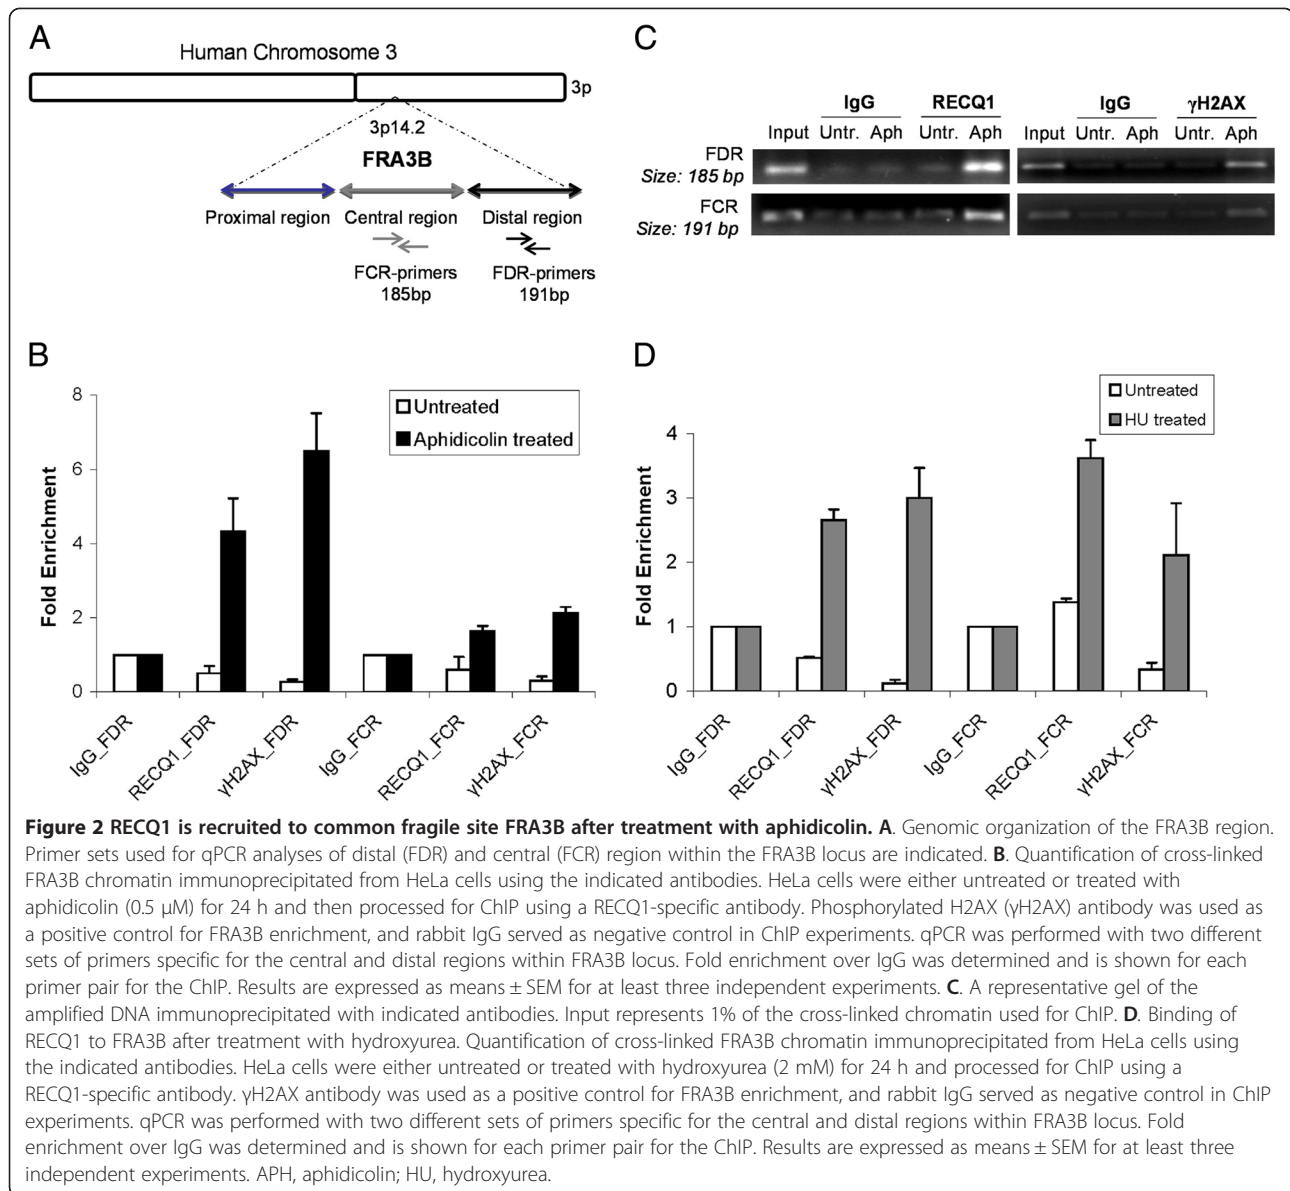 A
Human Chromosome 3
3p
3p14.2
FRA3B
Proximal region Central region Distal region
FCR-primers FDR-primers
185bp 191bp
C
IgG RECQ1 IgG γH2AX
Input Untr. Aph Untr. Aph Input Untr. Aph Untr. Aph
FDR
Size: 185 bp
FCR
Size: 191 bp
B
Untreated
Aphidicolin treated
Fold Enrichment
8
6
4
2
0
IgG_FDR
RECQ1_FDR
γH2AX_FDR
IgG_FCR
RECQ1_FCR
γH2AX_FCR
D
Untreated
HU treated
Fold Enrichment
4
3
2
1
0
IgG_FDR
RECQ1_FDR
γH2AX_FDR
IgG_FCR
RECQ1_FCR
γH2AX_FCR
Figure 2 RECQ1 is recruited to common fragile site FRA3B after treatment with aphidicolin. A. Genomic organization of the FRA3B region.
Primer sets used for qPCR analyses of distal (FDR) and central (FCR) region within the FRA3B locus are indicated. B. Quantification of cross-linked
FRA3B chromatin immunoprecipitated from HeLa cells using the indicated antibodies. HeLa cells were either untreated or treated with
aphidicolin (0.5 μM) for 24 h and then processed for ChIP using a RECQ1-specific antibody. Phosphorylated H2AX (γH2AX) antibody was used as
a positive control for FRA3B enrichment, and rabbit IgG served as negative control in ChIP experiments. qPCR was performed with two different
sets of primers specific for the central and distal regions within FRA3B locus. Fold enrichment over IgG was determined and is shown for each
primer pair for the ChIP. Results are expressed as means ± SEM for at least three independent experiments. C. A representative gel of the
amplified DNA immunoprecipitated with indicated antibodies. Input represents 1% of the cross-linked chromatin used for ChIP. D. Binding of
RECQ1 to FRA3B after treatment with hydroxyurea. Quantification of cross-linked FRA3B chromatin immunoprecipitated from HeLa cells using
the indicated antibodies. HeLa cells were either untreated or treated with hydroxyurea (2 mM) for 24 h and processed for ChIP using a
RECQ1-specific antibody. γH2AX antibody was used as a positive control for FRA3B enrichment, and rabbit IgG served as negative control in ChIP
experiments. qPCR was performed with two different sets of primers specific for the central and distal regions within FRA3B locus. Fold
enrichment over IgG was determined and is shown for each primer pair for the ChIP. Results are expressed as means ± SEM for at least three
independent experiments. APH, aphidicolin; HU, hydroxyurea.